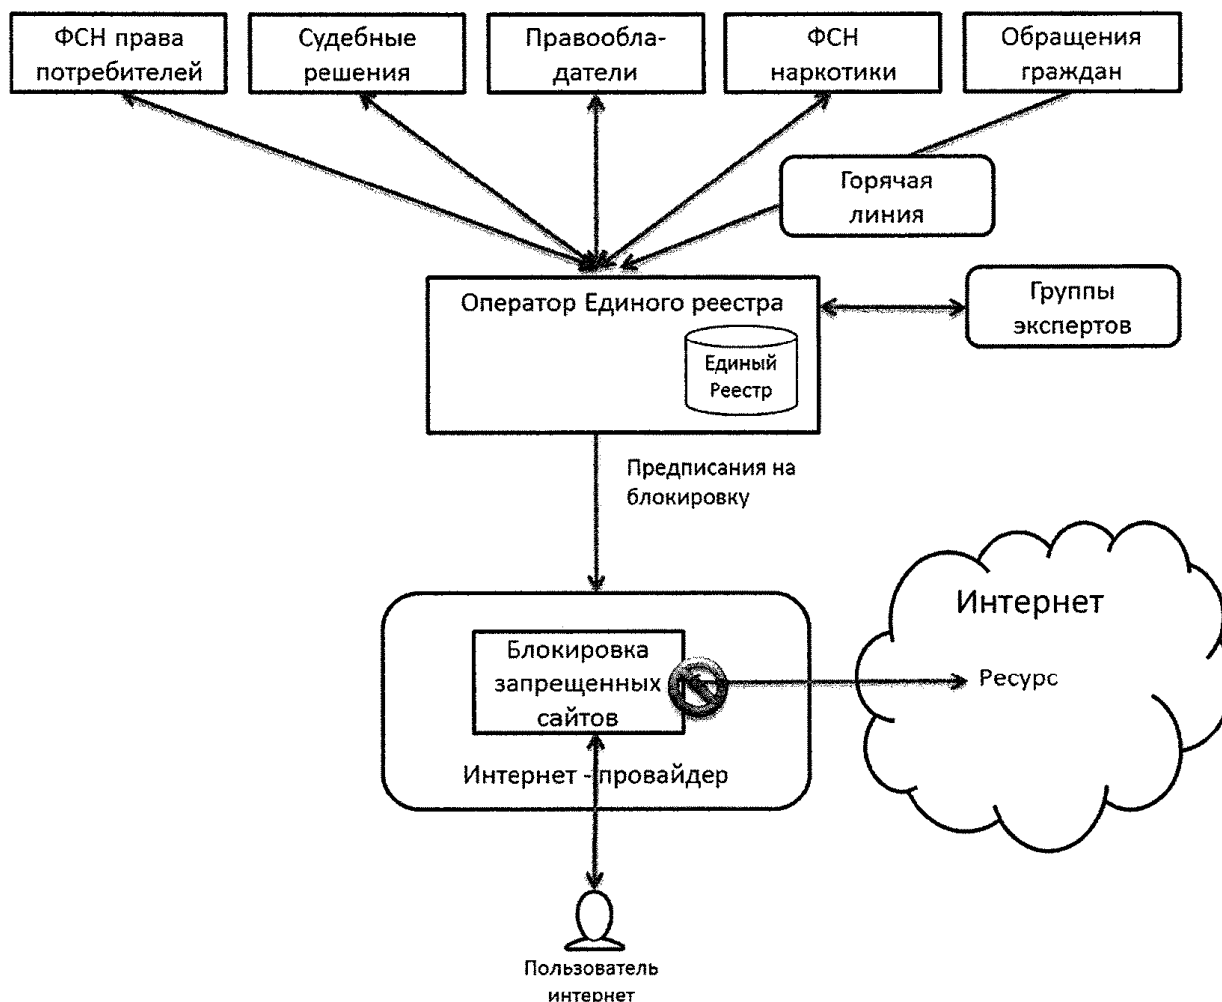 ФСН права
потребителей
Судебные
решения
Правообла-
датели
ФСН
наркотики
Обращения
граждан
Горячая
линия
Оператор Единого реестра
Группы
экспертов
Единый
Реестр
Предписания на
блокировку
Интернет
Блокировка
запрещенных
сайтов
Ресурс
Интернет - провайдер
Пользователь
интернет